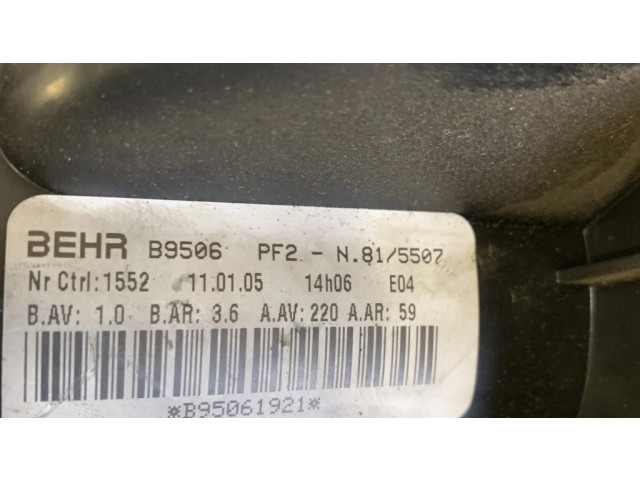 BEHR B9506 PF2 - N.81/5507
Nr Ctrl:1552 11.01.05 14h06 E04
B.AV: 1.0 B.AR: 3.6 A.AV: 220 A.AR: 59
*B95061921*